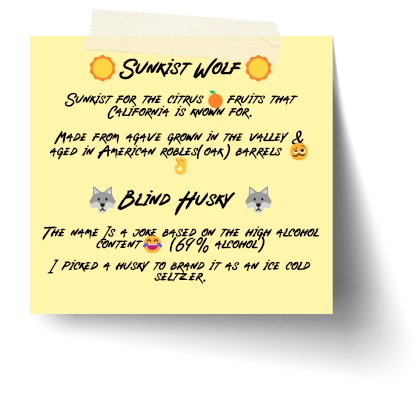 🌞 Sunkist Wolf 🌞
Sunkist for the citrus 🍊 fruits that
California is known for.
Made from agave grown in the valley &
aged in American robles(oak) barrels 🥴
👌
🐺 Blind Husky 🐺
The name is a joke based on the high alcohol
content😂 (69% alcohol)
I picked a husky to brand it as an ice cold
seltzer.